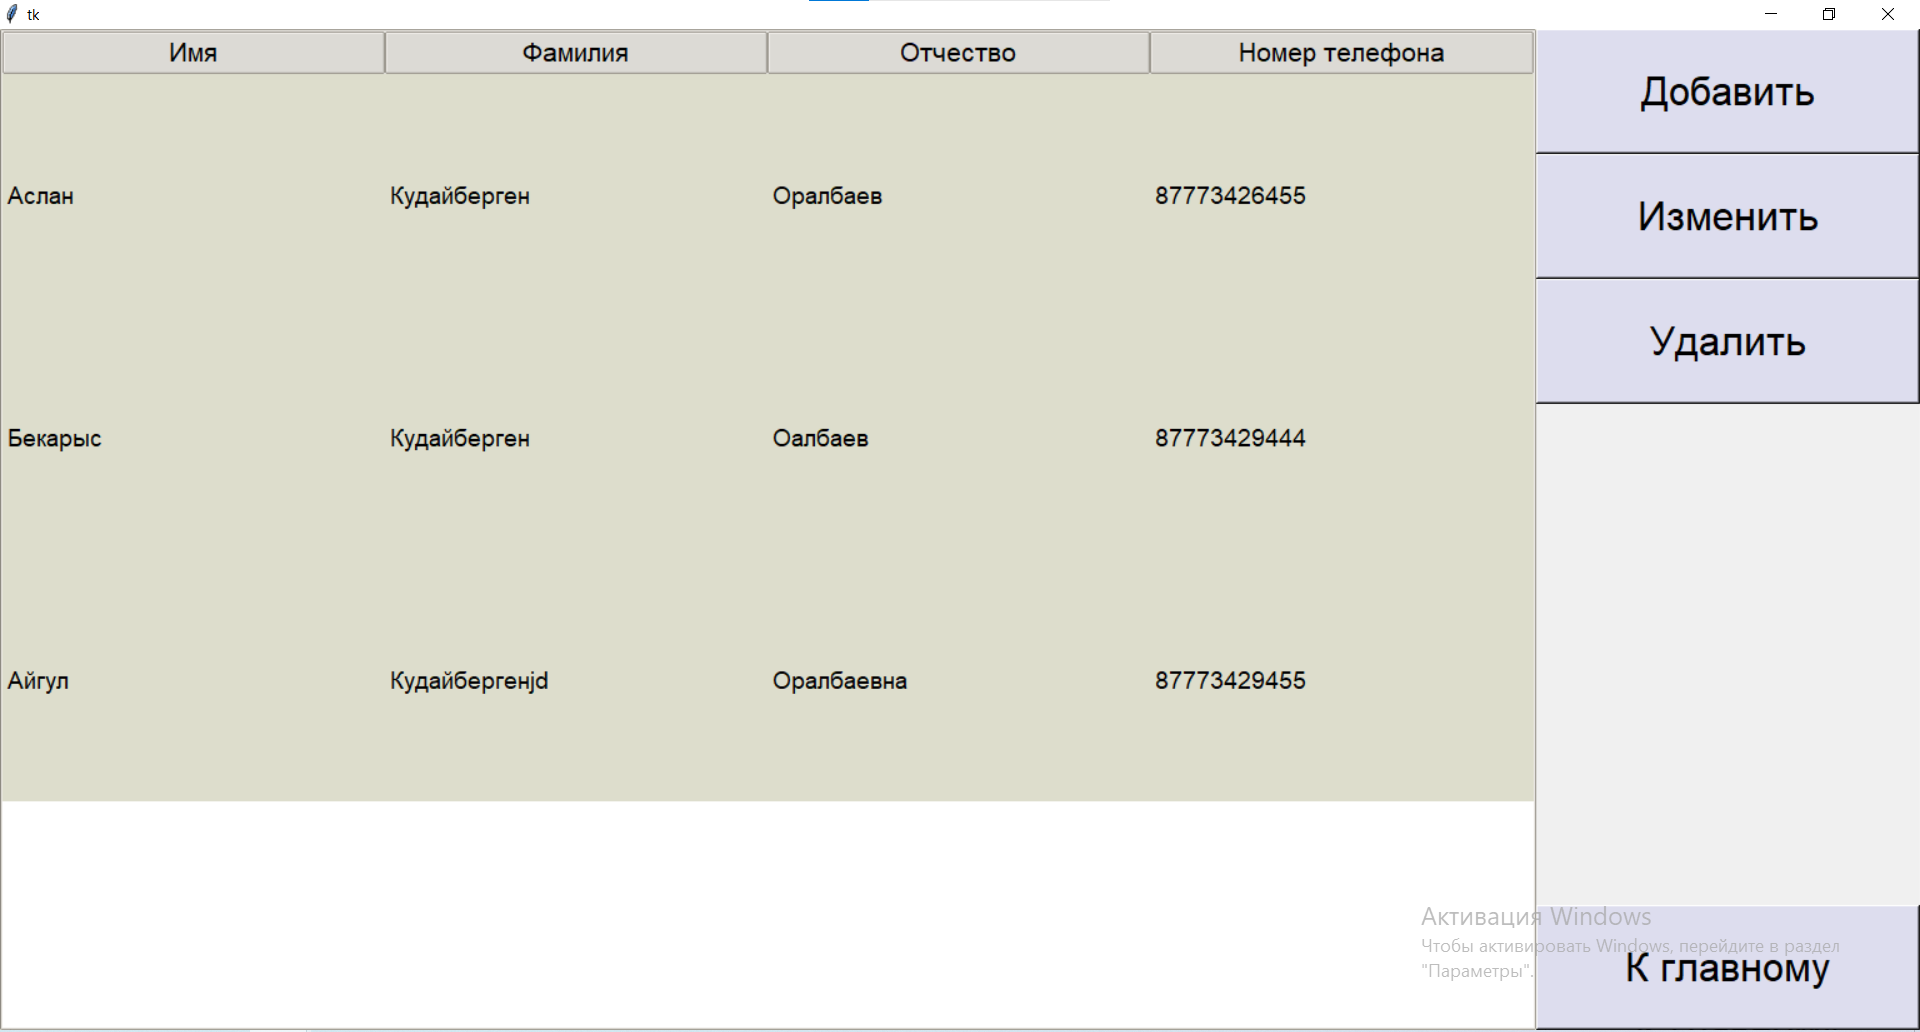 tk
Имя Фамилия Отчество Номер телефона
Добавить
Аслан Кудайберген Оралбаев 87773426455
Изменить
Удалить
Бекарыс Кудайберген Оалбаев 87773429444
Айгул Кудайбергенjd Оралбаевна 87773429455
Активация Windows
Чтобы активировать Windows, перейдите в раздел
"Параметры".
К главному